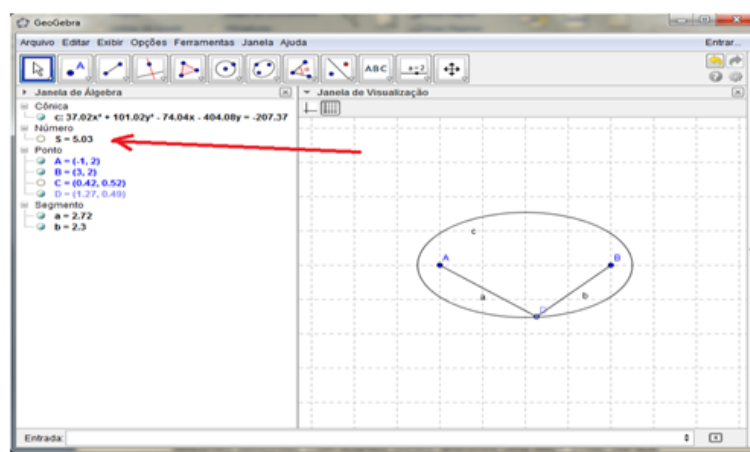 GeoGebra
Arquivo Editar Exibir Opções Ferramentas Janela Ajuda
Entrar...
ABC
a=2
Janela de Álgebra
Janela de Visualização
Cônica
c: 37.02x² + 101.02y² - 74.04x - 404.08y = -207.37
Número
S = 5.03
Ponto
A = (-1, 2)
B = (3, 2)
C = (0.42, 0.52)
D = (1.27, 0.49)
Segmento
a = 2.72
b = 2.3
c
A
B
a
b
D
Entrada: